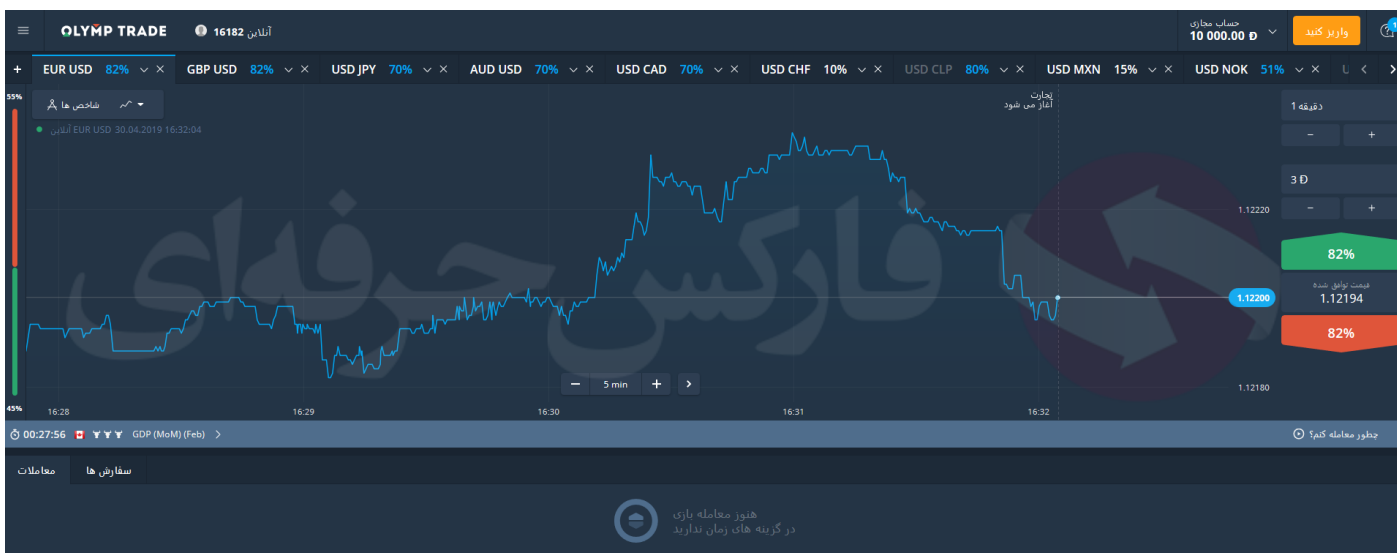 OLYMP TRADE
آنلاین 16182
حساب مجازی
10 000.00 Đ
واریز کنید
+ EUR USD 82% GBP USD 82% USD JPY 70% AUD USD 70% USD CAD 70% USD CHF 10% USD CLP 80% USD MXN 15% USD NOK 51%
55%
شاخص ها
تجارت
آغاز می شود
آنلاین EUR USD 30.04.2019 16:32:04
1 دقیقه
− +
3 Đ
− +
1.12220
82%
فارکس حرفه‌ای
1.12200
قیمت توافق شده
1.12194
82%
− 5 min + >
1.12180
45%
16:28 16:29 16:30 16:31 16:32
00:27:56 GDP (MoM) (Feb) >
چطور معامله کنم؟
معاملات سفارش ها
هنوز معامله بازی
در گزینه های زمان ندارید